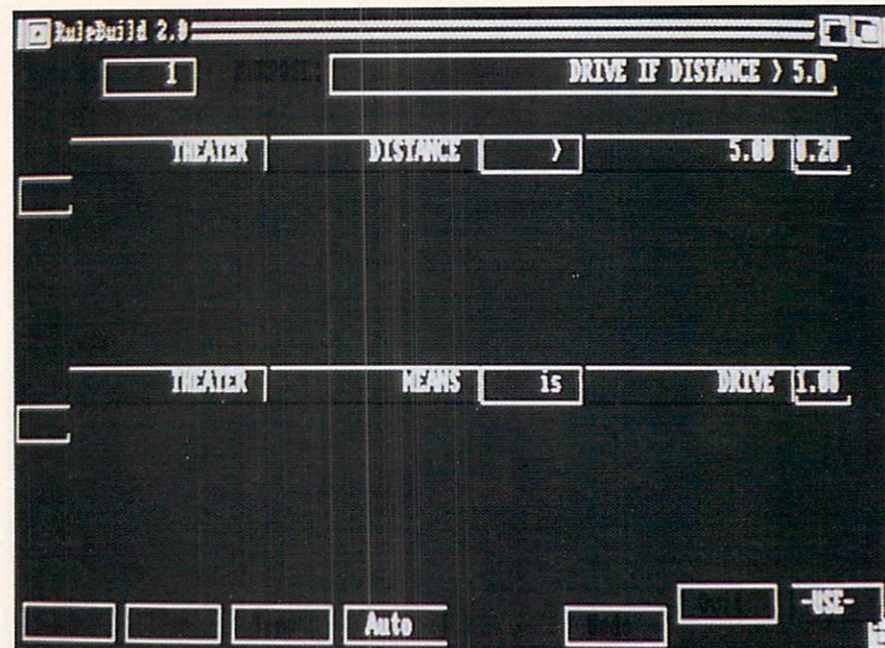 RuleBuild 2.0
1 DRIVE IF DISTANCE > 5.0
THEATER DISTANCE > 5.00 0.20
THEATER MEANS is DRIVE 1.00
Auto -USE-